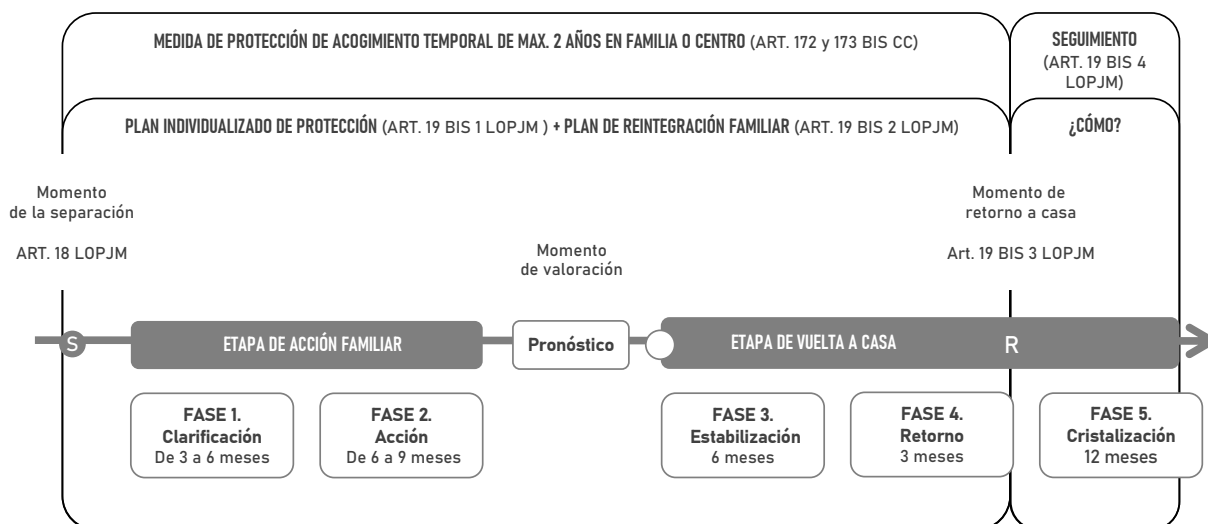 MEDIDA DE PROTECCIÓN DE ACOGIMIENTO TEMPORAL DE MAX. 2 AÑOS EN FAMILIA O CENTRO (ART. 172 y 173 BIS CC)
SEGUIMIENTO
(ART. 19 BIS 4
LOPJM)
PLAN INDIVIDUALIZADO DE PROTECCIÓN (ART. 19 BIS 1 LOPJM ) + PLAN DE REINTEGRACIÓN FAMILIAR (ART. 19 BIS 2 LOPJM)
¿CÓMO?
Momento
de la separación
ART. 18 LOPJM
Momento
de valoración
Momento de
retorno a casa
Art. 19 BIS 3 LOPJM
S
ETAPA DE ACCIÓN FAMILIAR
Pronóstico
ETAPA DE VUELTA A CASA
R
FASE 1.
Clarificación
De 3 a 6 meses
FASE 2.
Acción
De 6 a 9 meses
FASE 3.
Estabilización
6 meses
FASE 4.
Retorno
3 meses
FASE 5.
Cristalización
12 meses